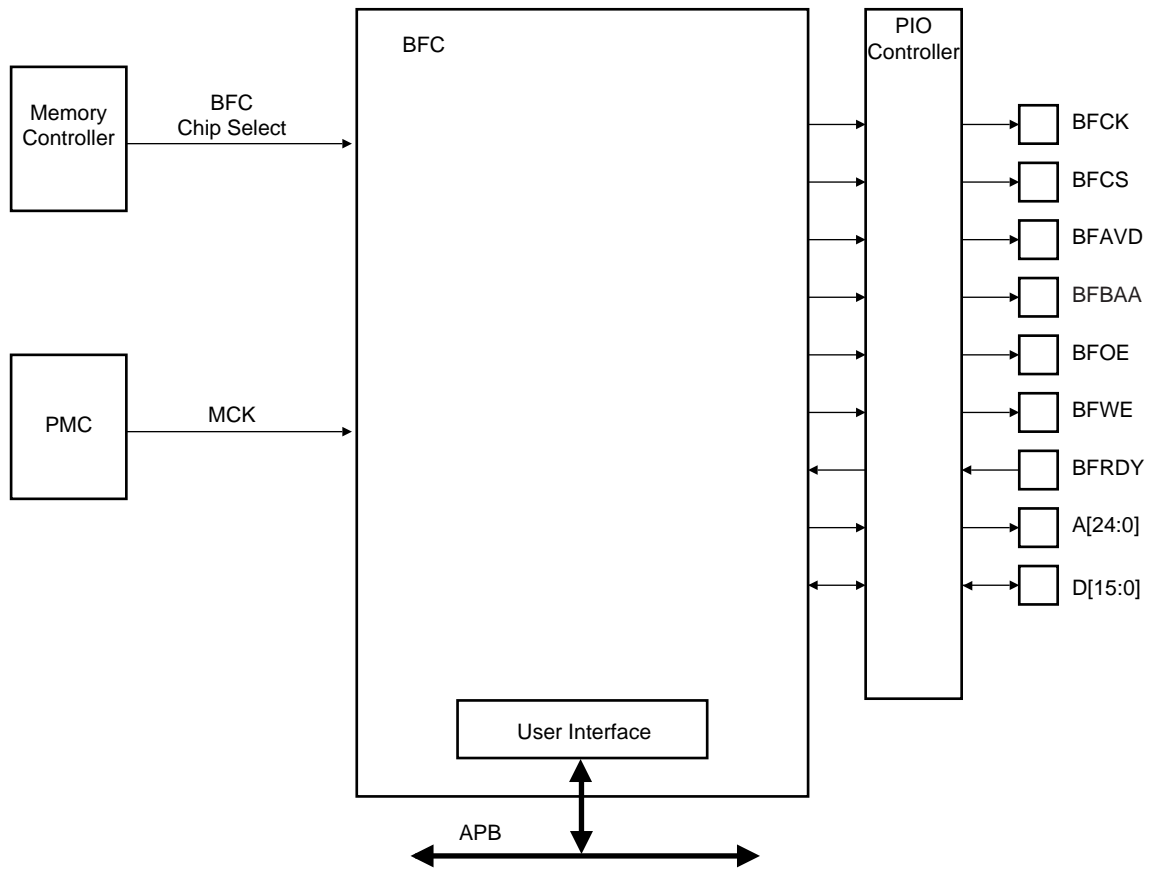 BFC
PIO
Controller
Memory
Controller
BFC
Chip Select
PMC
MCK
BFCK
BFCS
BFAVD
BFBAA
BFOE
BFWE
BFRDY
A[24:0]
D[15:0]
User Interface
APB